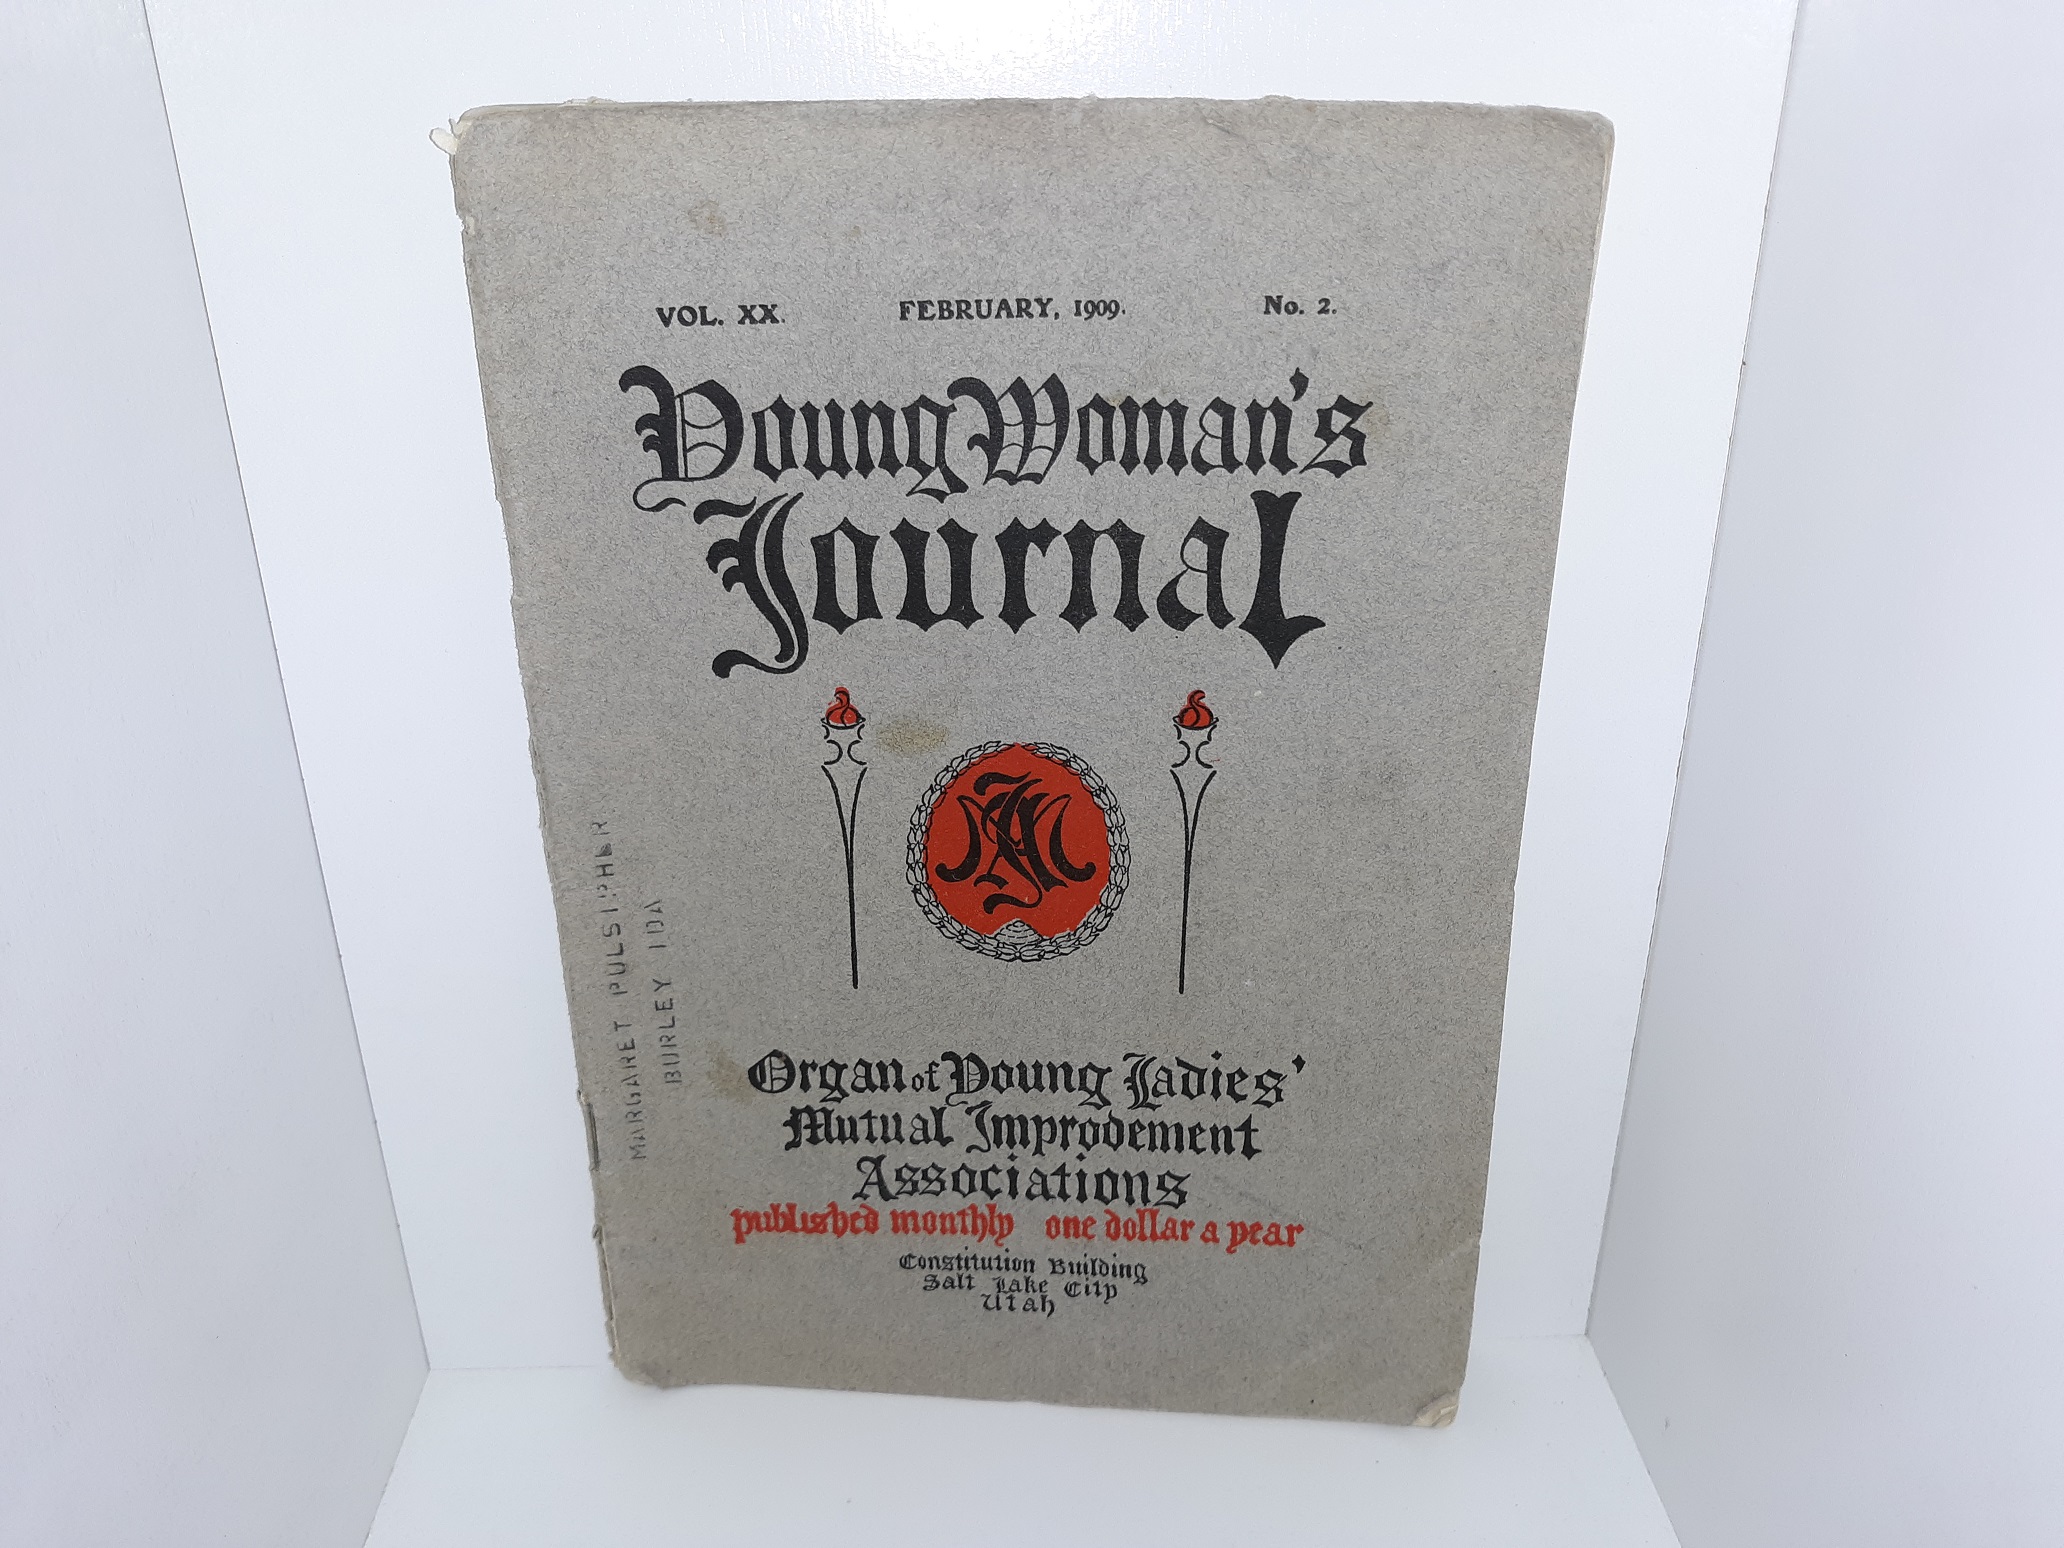 VOL. XX. FEBRUARY, 1909. No. 2.
Young Woman's
Journal
MIA
Organ of Young Ladies'
Mutual Improvement
Associations
published monthly one dollar a year
Constitution Building
Salt Lake City
Utah
MARGARET PULSIPHER
BURLEY IDA